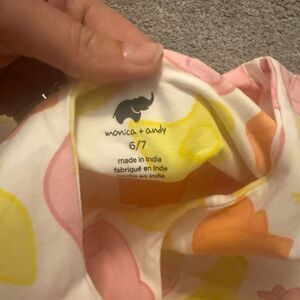 monica + andy
6/7
made in India
fabriqué en Inde